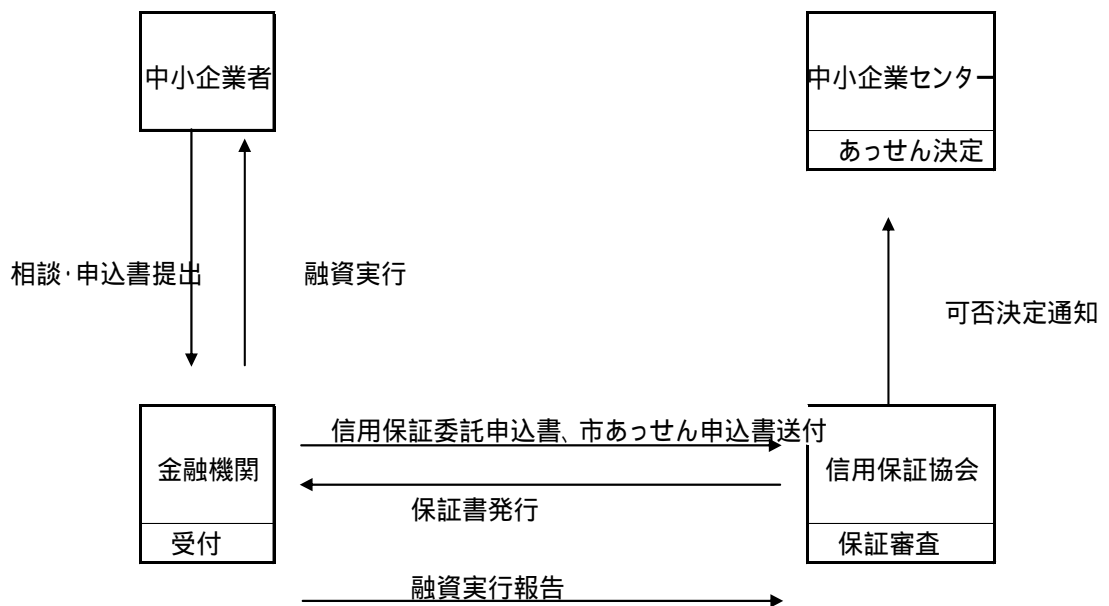 中小企業者
中小企業センター
あっせん決定
相談・申込書提出
融資実行
可否決定通知
信用保証委託申込書、市あっせん申込書送付
金融機関
信用保証協会
保証書発行
受付
保証審査
融資実行報告